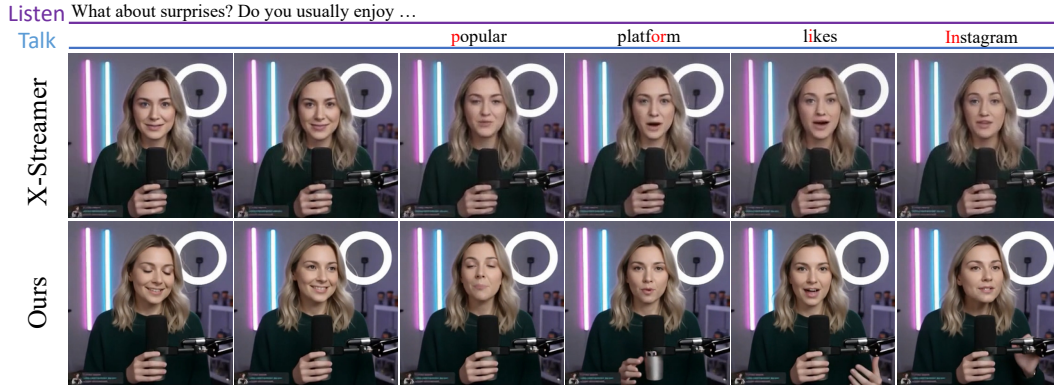 Listen What about surprises? Do you usually enjoy …
Talk popular platform likes Instagram
X-Streamer
Ours